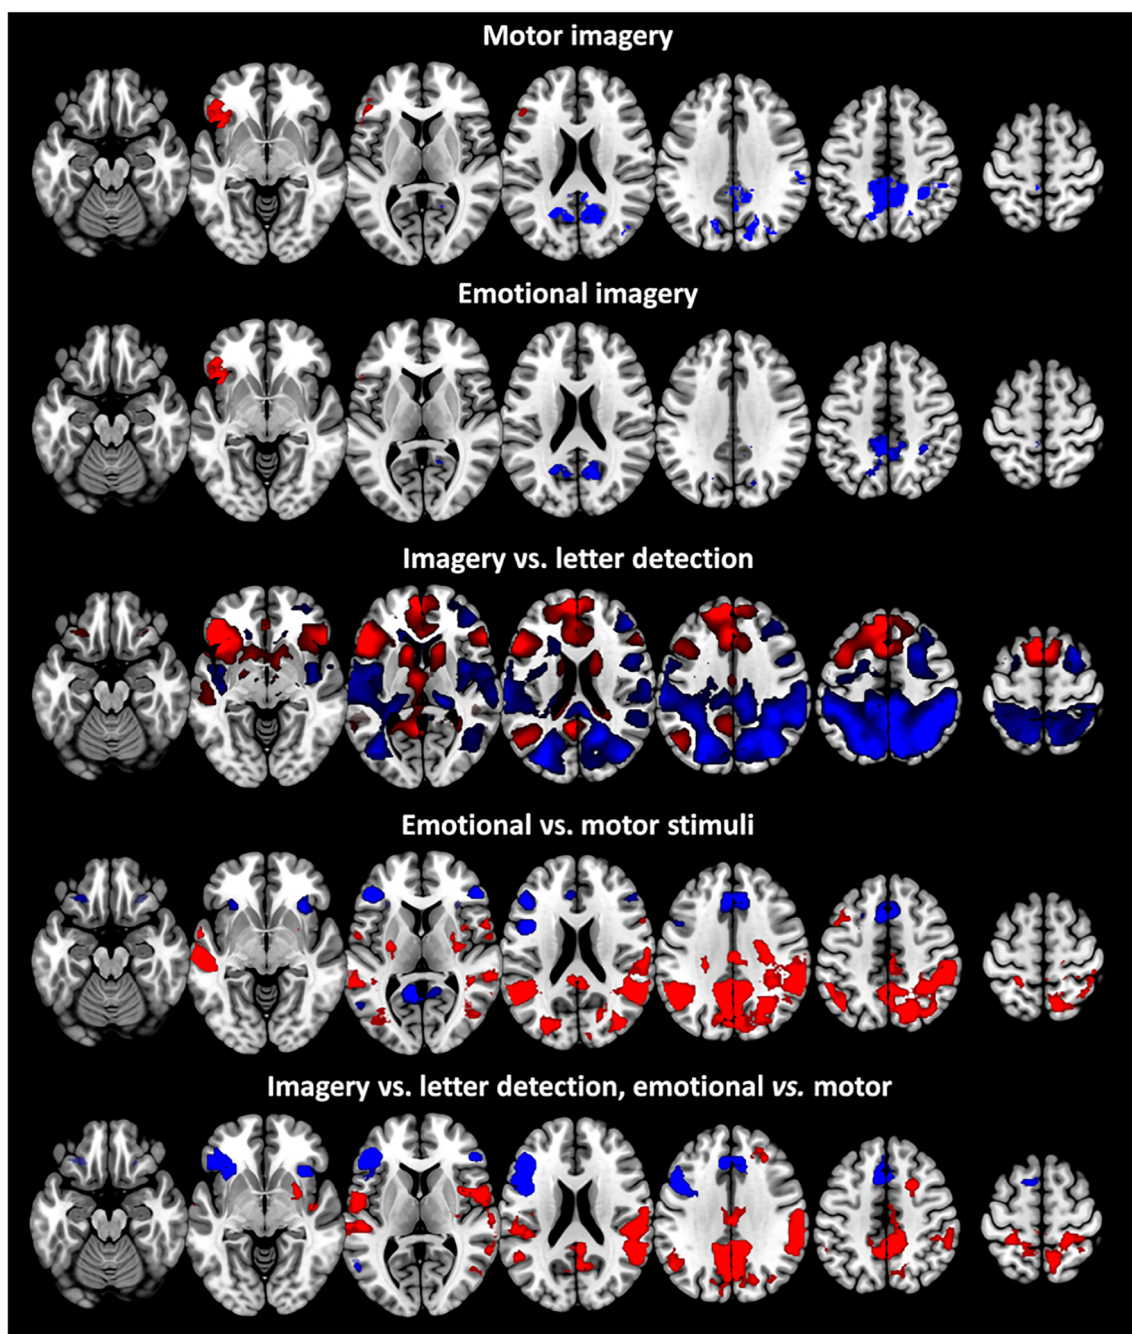 Motor imagery
Emotional imagery
Imagery vs. letter detection
Emotional vs. motor stimuli
Imagery vs. letter detection, emotional vs. motor